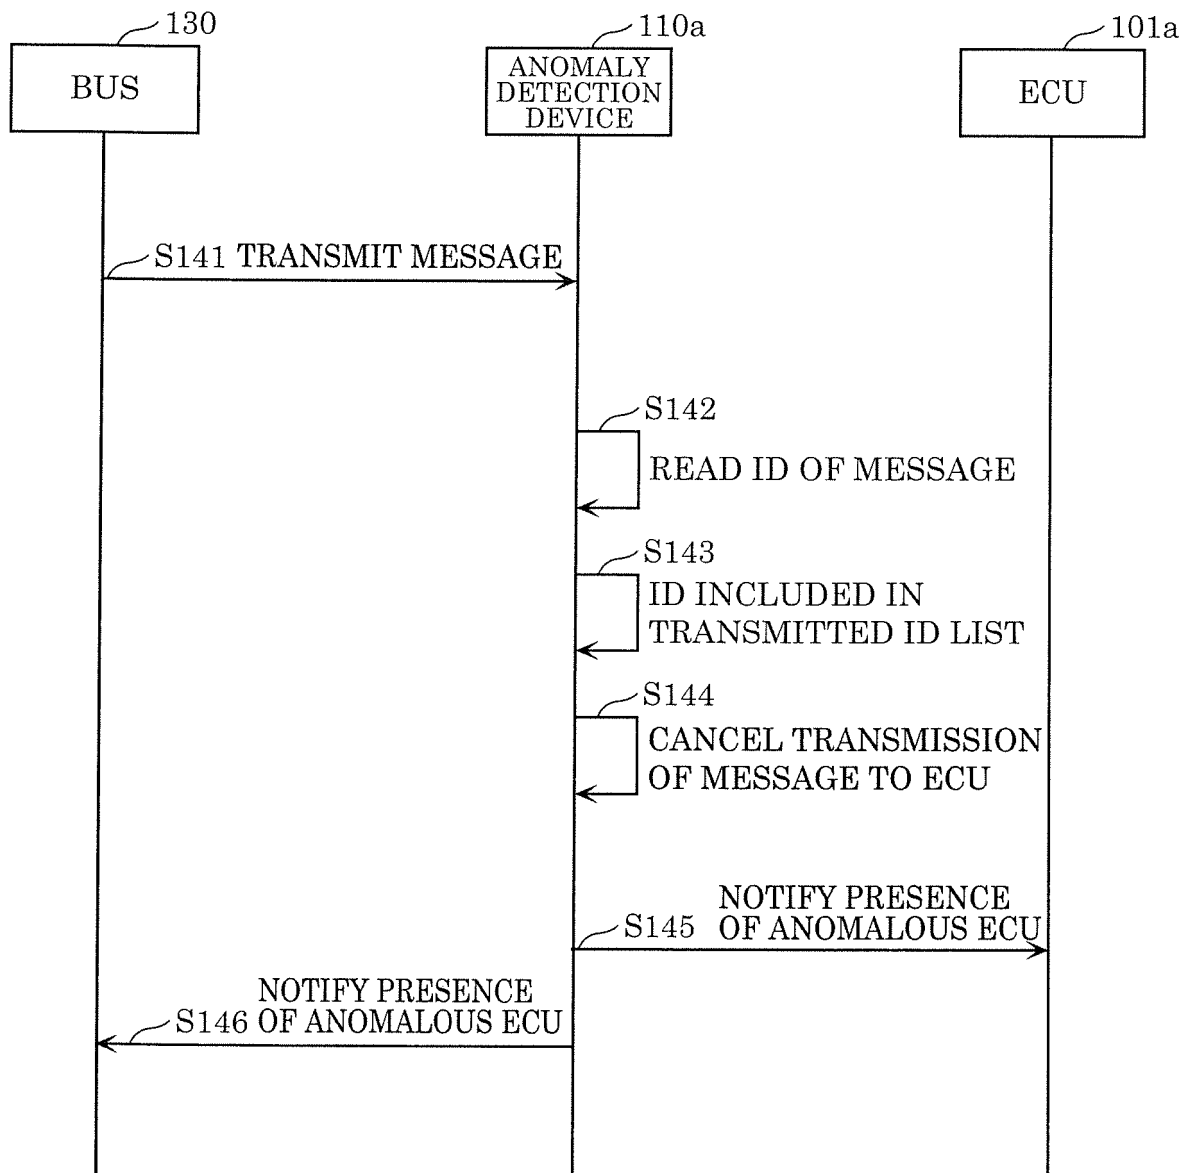 130
110a
101a
BUS
ANOMALY
DETECTION
DEVICE
ECU
S141 TRANSMIT MESSAGE
S142
READ ID OF MESSAGE
S143
ID INCLUDED IN
TRANSMITTED ID LIST
S144
CANCEL TRANSMISSION
OF MESSAGE TO ECU
NOTIFY PRESENCE
S145 OF ANOMALOUS ECU
NOTIFY PRESENCE
S146 OF ANOMALOUS ECU